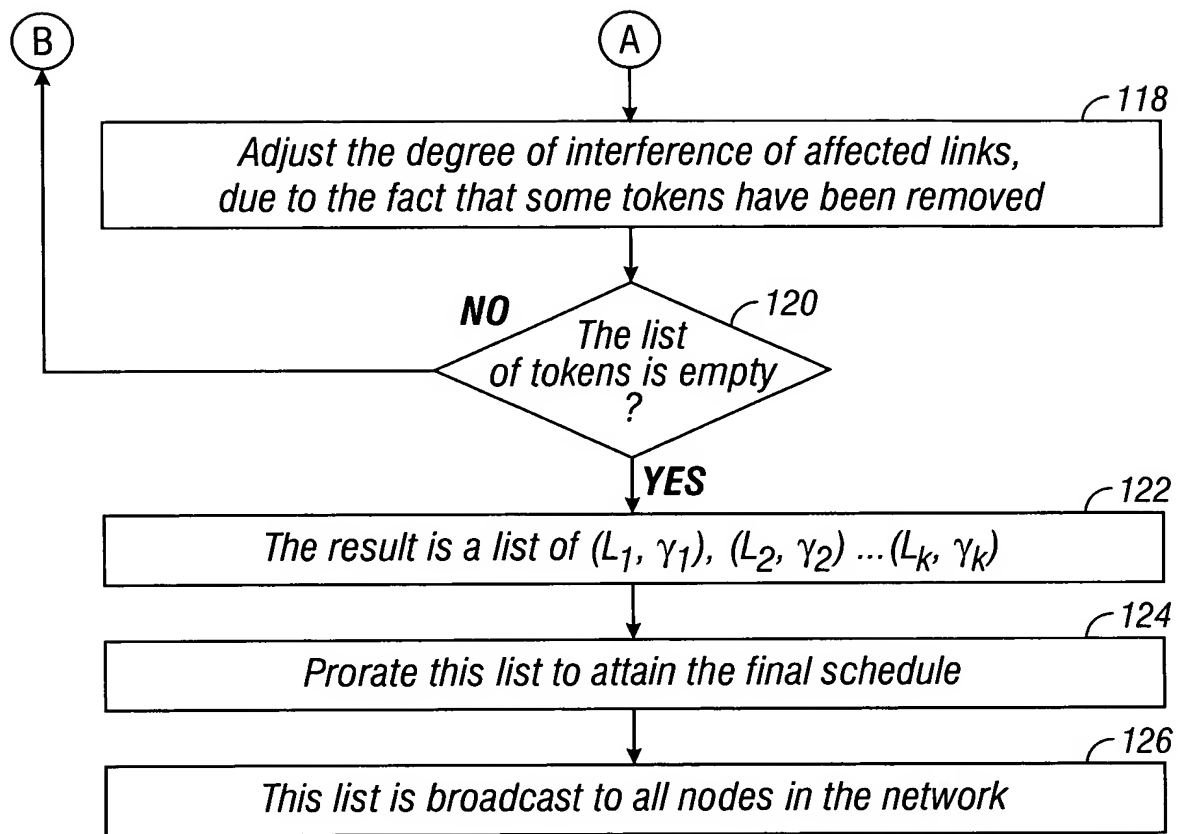 B
A
118
Adjust the degree of interference of affected links,
due to the fact that some tokens have been removed
NO
120
The list
of tokens is empty
?
YES
122
The result is a list of (L₁, γ₁), (L₂, γ₂) ...(Lₖ, γₖ)
124
Prorate this list to attain the final schedule
126
This list is broadcast to all nodes in the network